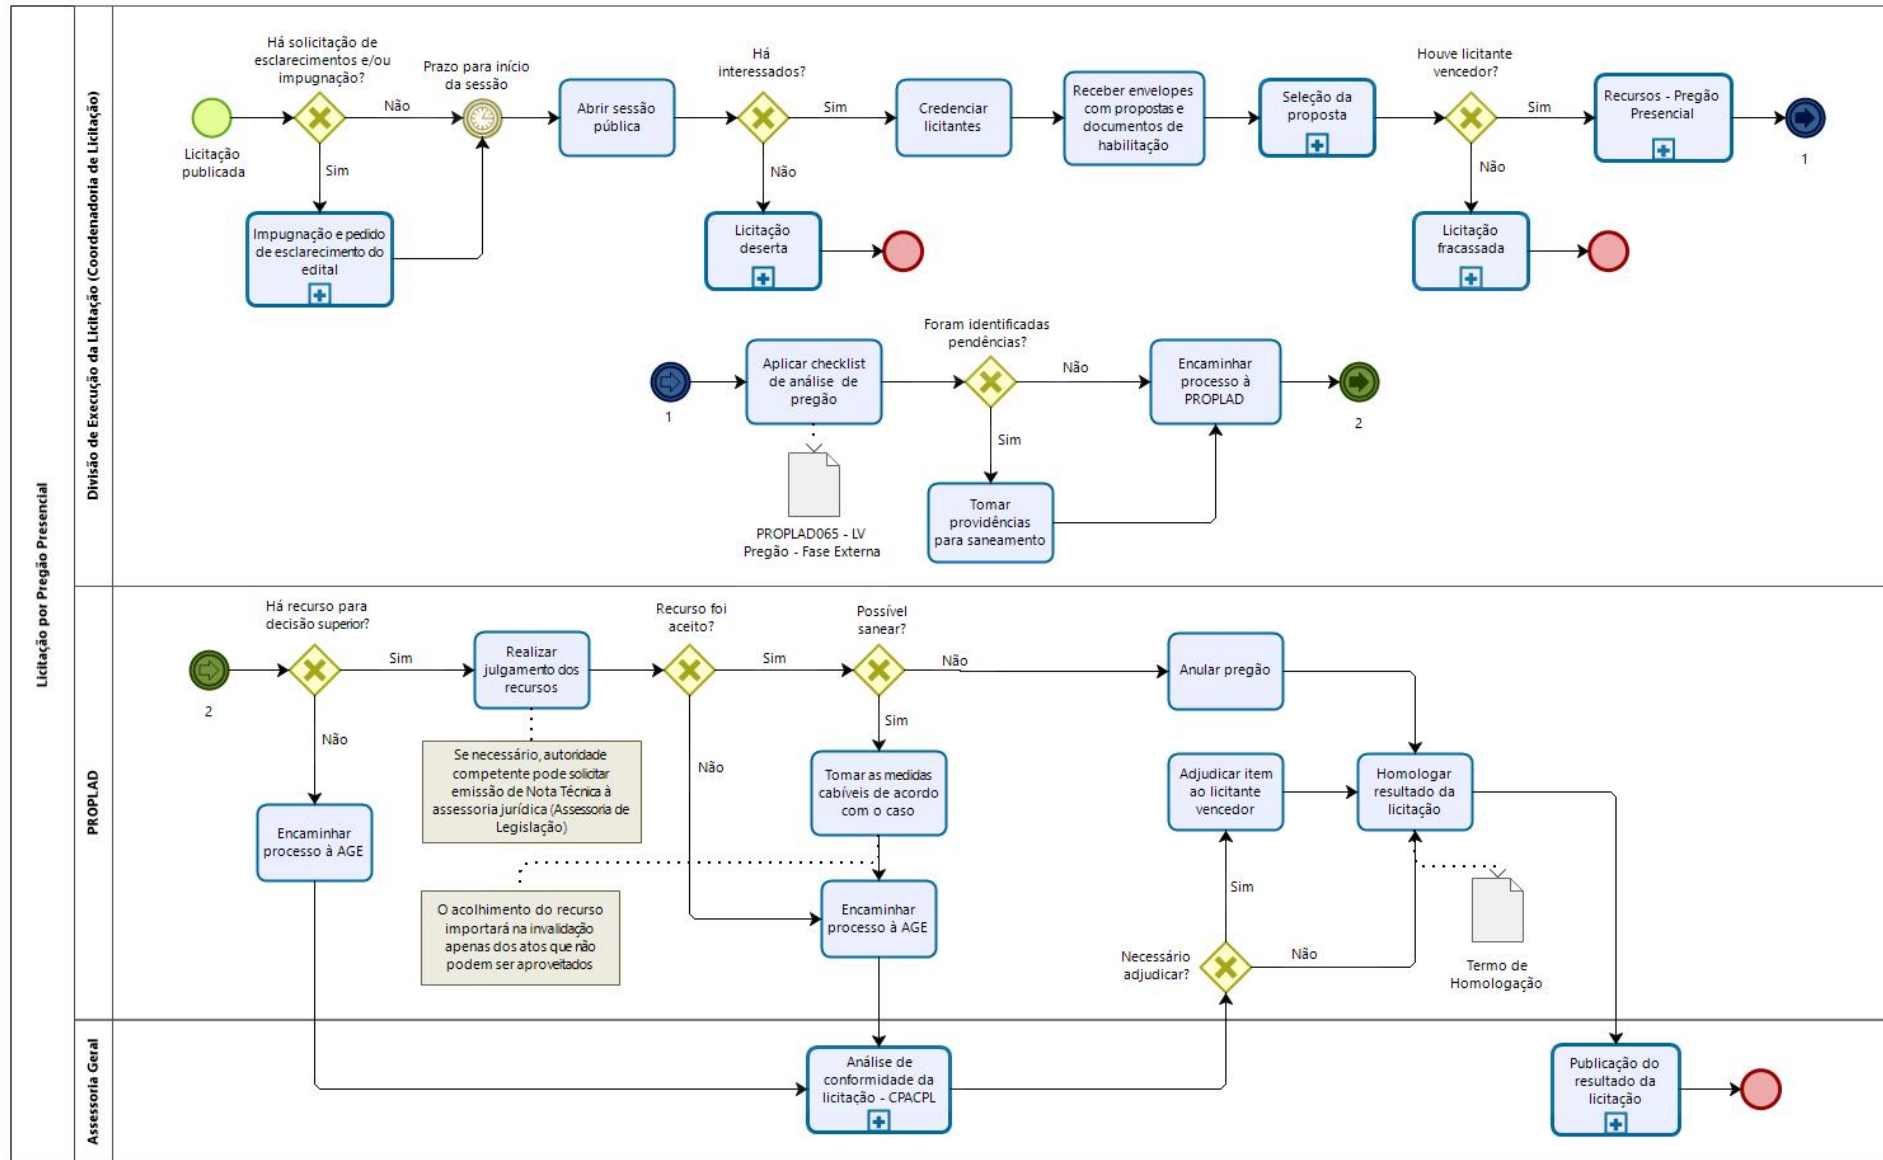 Licitação por Pregão Presencial
Divisão de Execução da Licitação (Coordenadoria de Licitação)
Há solicitação de
esclarecimentos e/ou
impugnação?
Prazo para início
da sessão
Há
interessados?
Houve licitante
vencedor?
Licitação
publicada
Não
Sim
Abrir sessão
pública
Sim
Não
Credenciar
licitantes
Receber envelopes
com propostas e
documentos de
habilitação
Seleção da
proposta
Sim
Não
Recursos - Pregão
Presencial
1
Impugnação e pedido
de esclarecimento do
edital
Licitação
deserta
Licitação
fracassada
1
Aplicar checklist
de análise de
pregão
PROPLAD065 - LV
Pregão - Fase Externa
Foram identificadas
pendências?
Não
Sim
Tomar
providências
para saneamento
Encaminhar
processo à
PROPLAD
2
PROPLAD
2
Há recurso para
decisão superior?
Sim
Não
Realizar
julgamento dos
recursos
Recurso foi
aceito?
Sim
Não
Possível
sanear?
Não
Sim
Anular pregão
Se necessário, autoridade
competente pode solicitar
emissão de Nota Técnica à
assessoria jurídica (Assessoria de
Legislação)
Tomar as medidas
cabíveis de acordo
com o caso
Adjudicar item
ao licitante
vencedor
Homologar
resultado da
licitação
Encaminhar
processo à AGE
O acolhimento do recurso
importará na invalidação
apenas dos atos que não
podem ser aproveitados
Encaminhar
processo à AGE
Sim
Necessário
adjudicar?
Não
Termo de
Homologação
Assessoria Geral
Análise de
conformidade da
licitação - CPACPL
Publicação do
resultado da
licitação